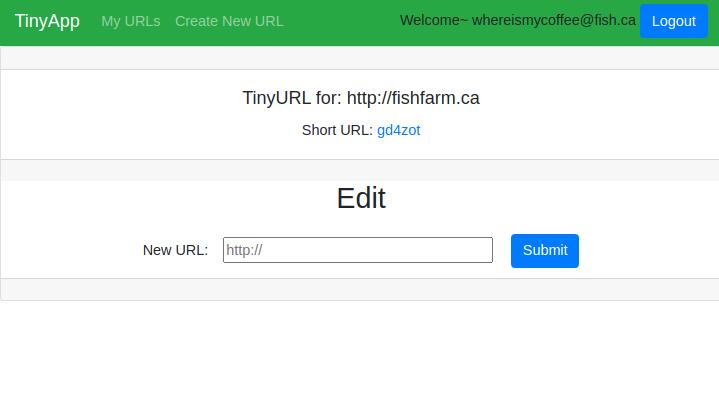 TinyApp My URLs Create New URL Welcome~ whereismycoffee@fish.ca Logout
TinyURL for: http://fishfarm.ca
Short URL: gd4zot
Edit
New URL: http:// Submit